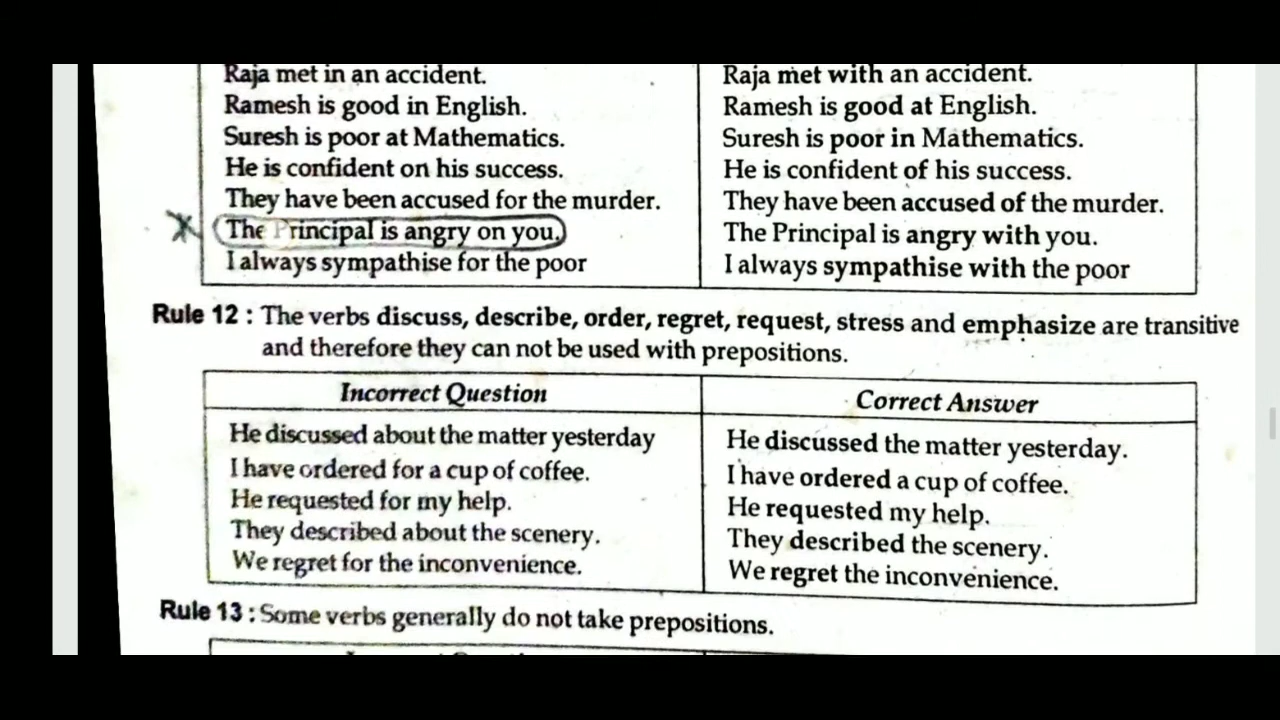 Raja met in an accident. Raja met with an accident.
Ramesh is good in English. Ramesh is good at English.
Suresh is poor at Mathematics. Suresh is poor in Mathematics.
He is confident on his success. He is confident of his success.
They have been accused for the murder. They have been accused of the murder.
The Principal is angry on you. The Principal is angry with you.
I always sympathise for the poor I always sympathise with the poor
Rule 12 : The verbs discuss, describe, order, regret, request, stress and emphasize are transitive
and therefore they can not be used with prepositions.
Incorrect Question Correct Answer
He discussed about the matter yesterday He discussed the matter yesterday.
I have ordered for a cup of coffee. I have ordered a cup of coffee.
He requested for my help. He requested my help.
They described about the scenery. They described the scenery.
We regret for the inconvenience. We regret the inconvenience.
Rule 13 : Some verbs generally do not take prepositions.